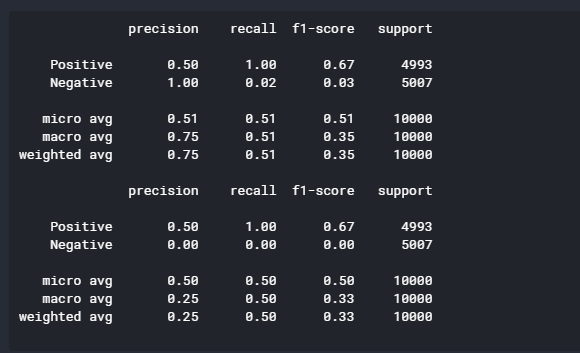 precision recall f1-score support
Positive 0.50 1.00 0.67 4993
Negative 1.00 0.02 0.03 5007
micro avg 0.51 0.51 0.51 10000
macro avg 0.75 0.51 0.35 10000
weighted avg 0.75 0.51 0.35 10000
precision recall f1-score support
Positive 0.50 1.00 0.67 4993
Negative 0.00 0.00 0.00 5007
micro avg 0.50 0.50 0.50 10000
macro avg 0.25 0.50 0.33 10000
weighted avg 0.25 0.50 0.33 10000